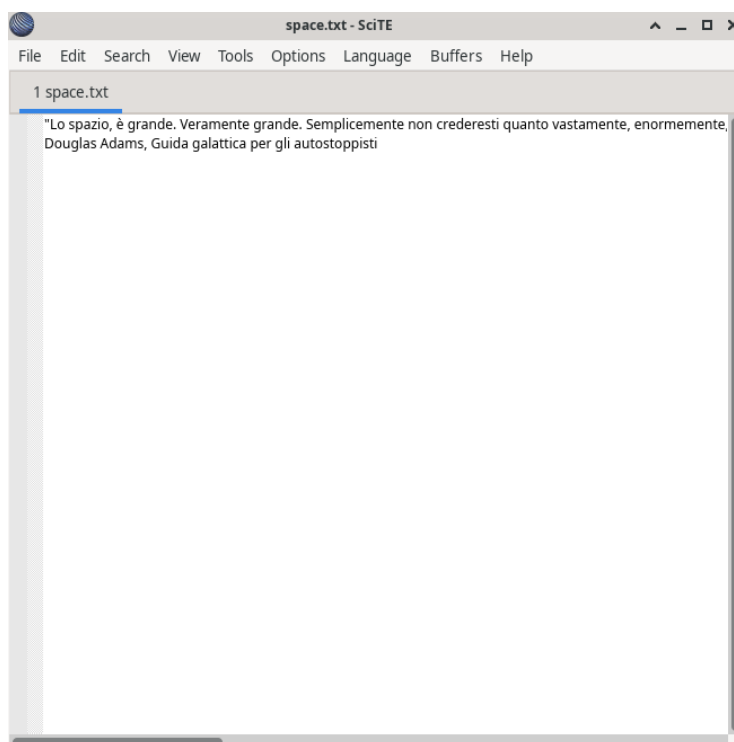 space.txt - SciTE
File Edit Search View Tools Options Language Buffers Help
1 space.txt
"Lo spazio, è grande. Veramente grande. Semplicemente non crederesti quanto vastamente, enormemente,
Douglas Adams, Guida galattica per gli autostoppisti